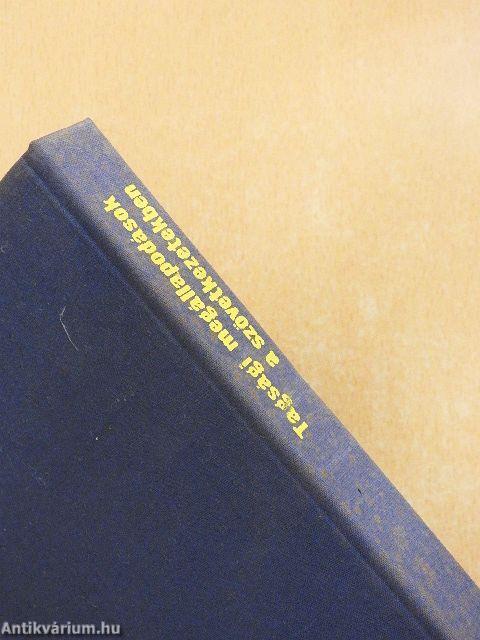 Tagsági megállapodások
a szövetkezetekben
Antikvárium.hu